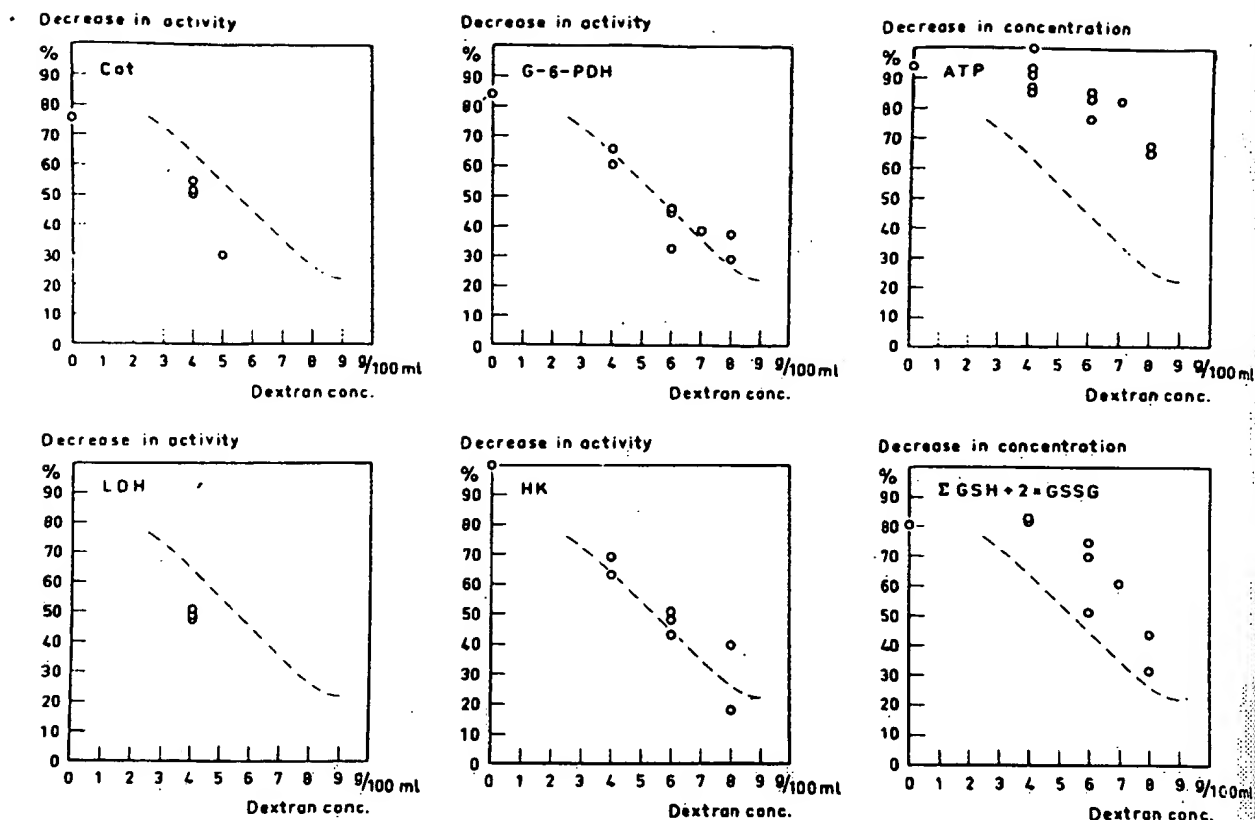 Decrease in activity
%
Cat
90
80
70
60
50
40
30
20
10
0
0 1 2 3 4 5 6 7 8 9 g/100 ml
Dextran conc.
Decrease in activity
%
G-6-PDH
90
80
70
60
50
40
30
20
10
0
0 1 2 3 4 5 6 7 8 9 g/100 ml
Dextran conc.
Decrease in concentration
%
ATP
90
80
70
60
50
40
30
20
10
0
0 1 2 3 4 5 6 7 8 9 g/100 ml
Dextran conc.
Decrease in activity
%
LDH
90
80
70
60
50
40
30
20
10
0
0 1 2 3 4 5 6 7 8 9 g/100 ml
Dextran conc.
Decrease in activity
%
HK
90
80
70
60
50
40
30
20
10
0
0 1 2 3 4 5 6 7 8 9 g/100 ml
Dextran conc.
Decrease in concentration
%
Σ GSH + 2 × GSSG
90
80
70
60
50
40
30
20
10
0
0 1 2 3 4 5 6 7 8 9 g/100 ml
Dextran conc.